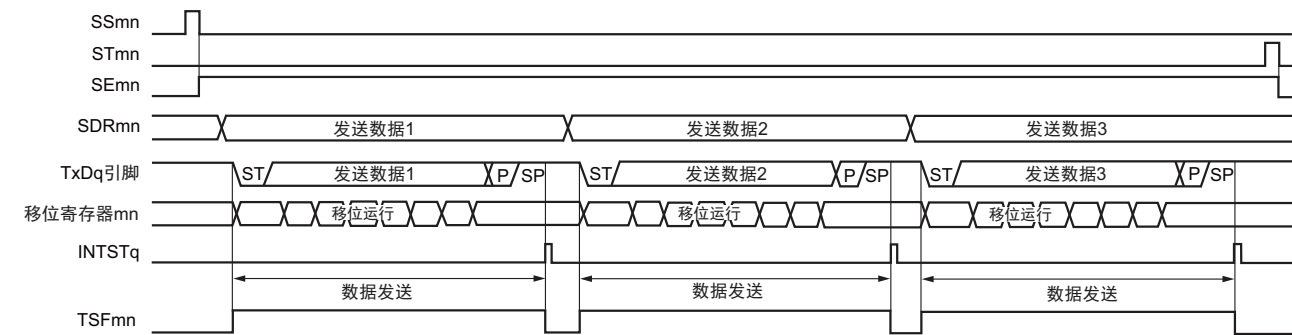 SSmn
STmn
SEmn
SDRmn 发送数据1 发送数据2 发送数据3
TxDq引脚 ST 发送数据1 P SP ST 发送数据2 P SP ST 发送数据3 P SP
移位寄存器mn 移位运行 移位运行 移位运行
INTSTq
数据发送 数据发送 数据发送
TSFmn